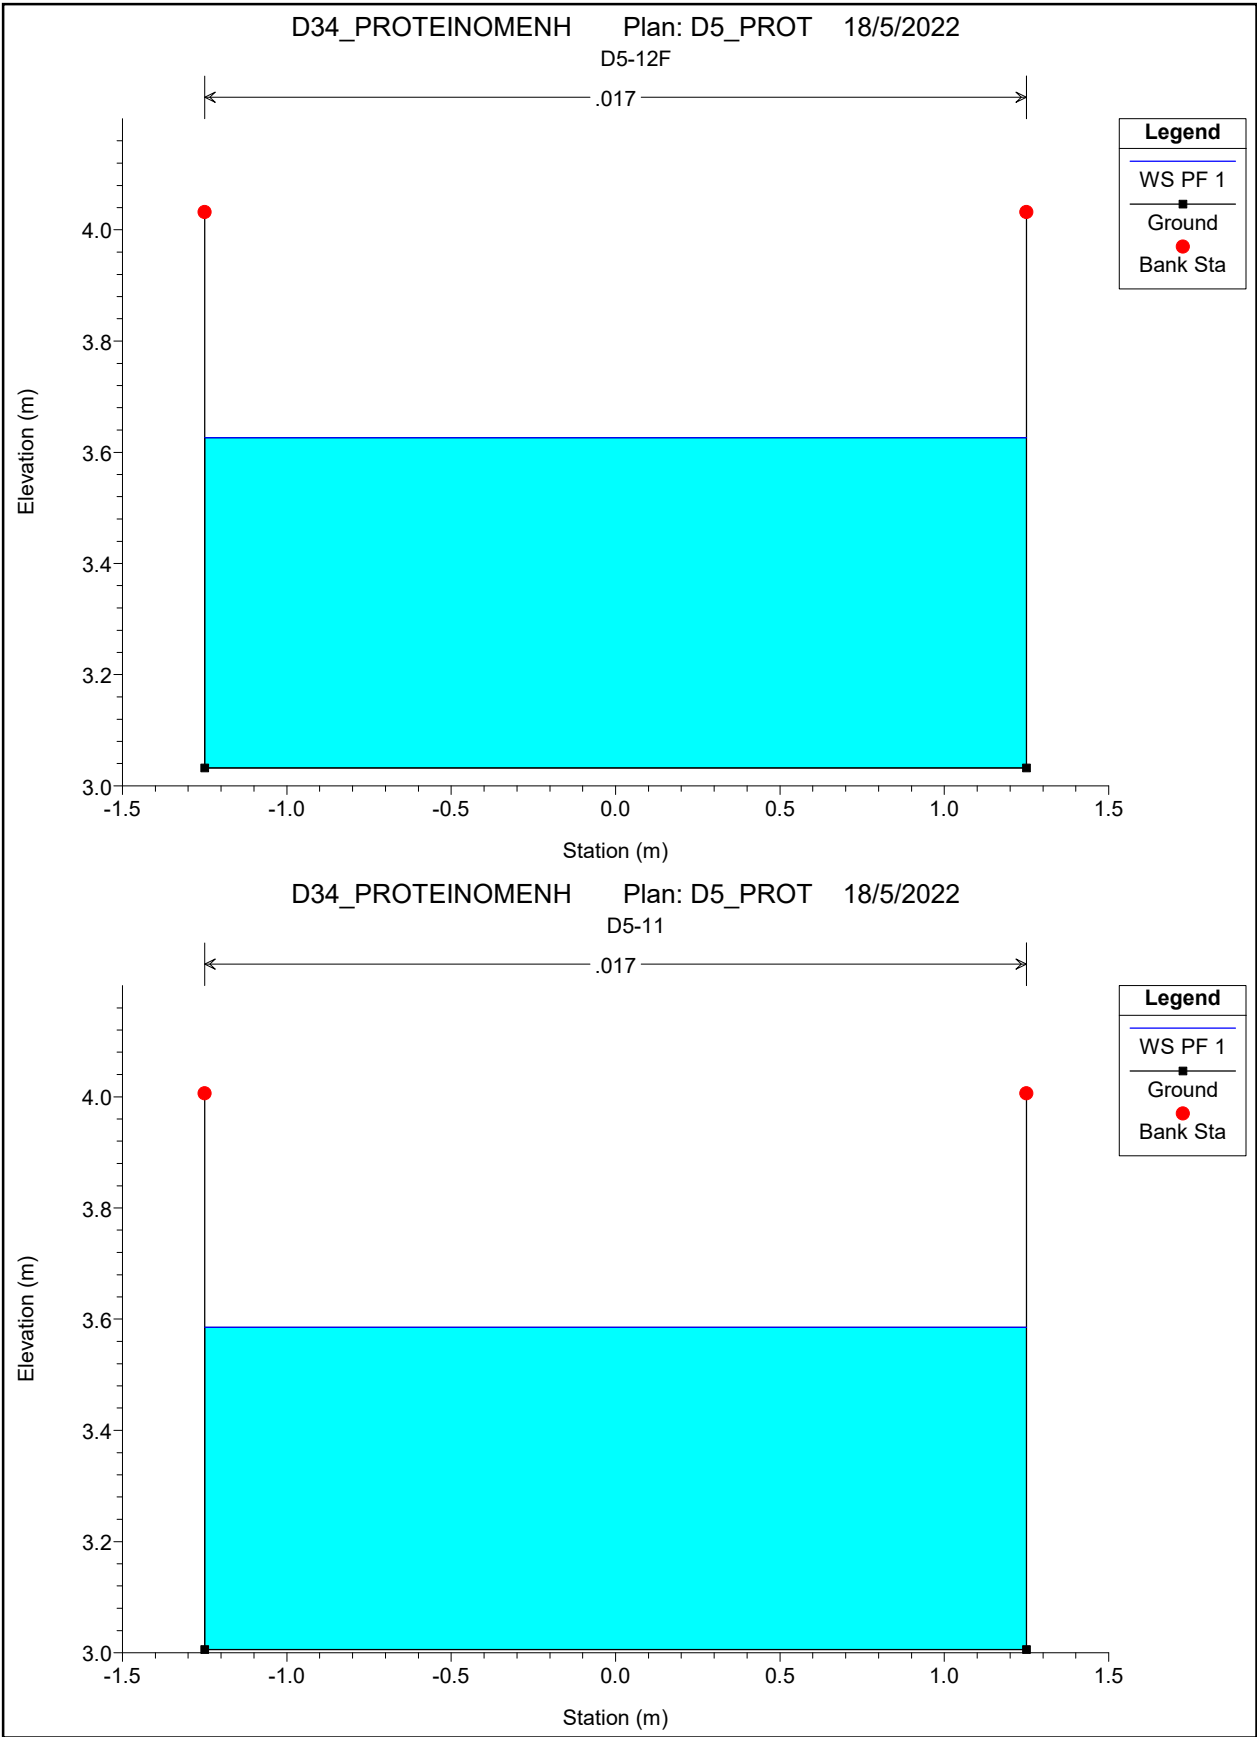 D34_PROTEINOMENH Plan: D5_PROT 18/5/2022
D5-12F
.017
Legend
WS PF 1
Ground
Bank Sta
Elevation (m)
4.0
3.8
3.6
3.4
3.2
3.0
-1.5 -1.0 -0.5 0.0 0.5 1.0 1.5
Station (m)
D34_PROTEINOMENH Plan: D5_PROT 18/5/2022
D5-11
.017
Legend
WS PF 1
Ground
Bank Sta
Elevation (m)
4.0
3.8
3.6
3.4
3.2
3.0
-1.5 -1.0 -0.5 0.0 0.5 1.0 1.5
Station (m)